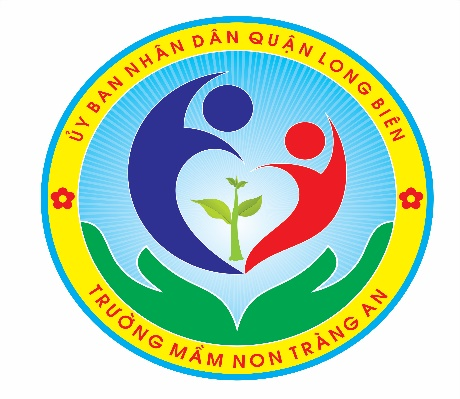 ỦY BAN NHÂN DÂN QUẬN LONG BIÊN
TRƯỜNG MẦM NON TRÀNG AN